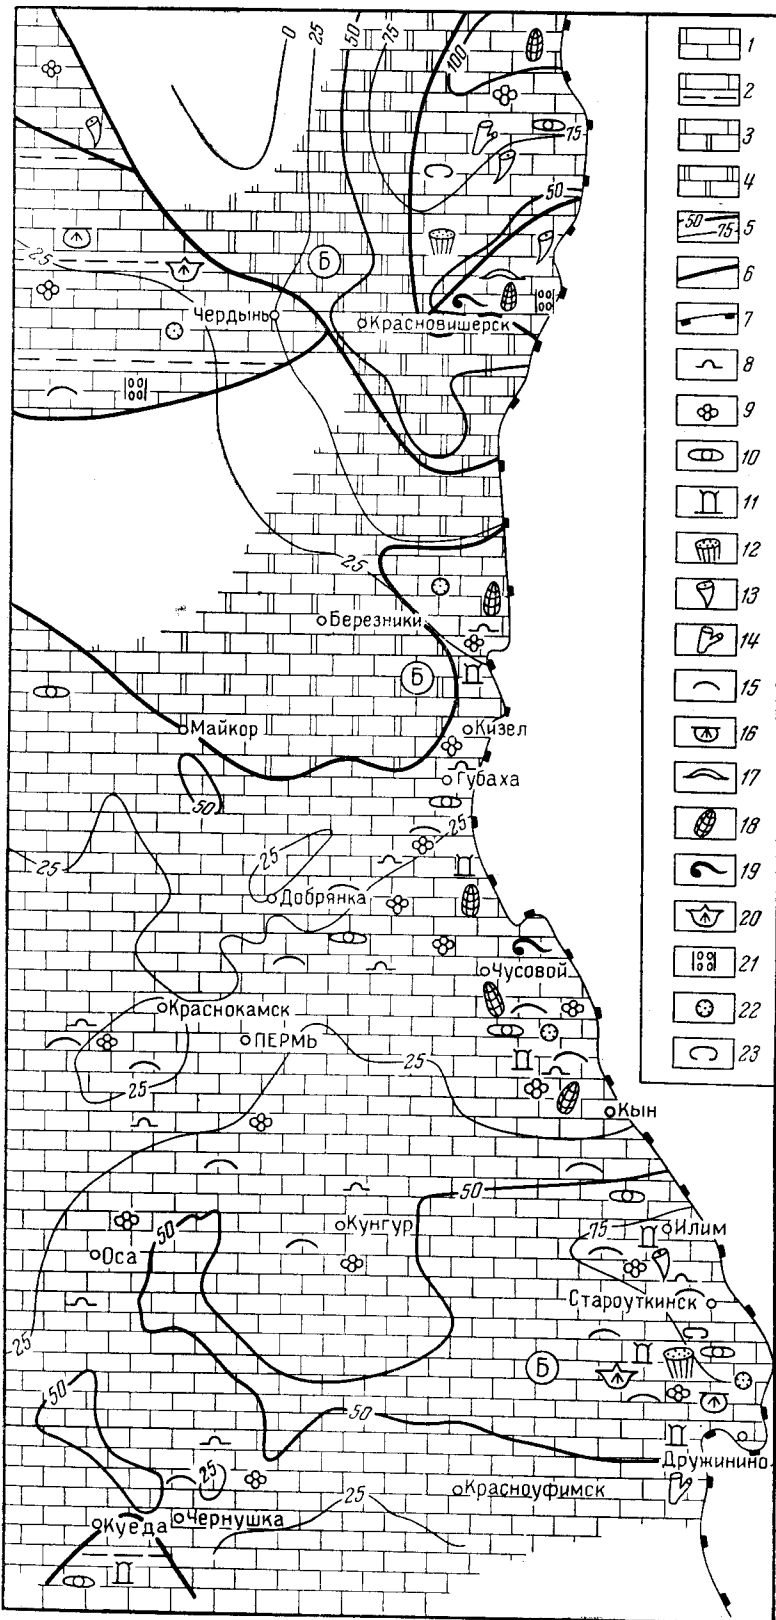 0 25 50 75 100
1
2
3
75
50
50 75 5
4
6
7
8
9
10
11
12
13
14
15
16
17
18
19
20
21
22
23
25
Б
Чердынь
Красновишерск
25
Березники
Б
Майкор
Кизел
Губаха
50
25
25
25
Добрянка
Чусовой
Краснокамск
ПЕРМЬ
25
25
Кын
50
50
Кунгур
75
Илим
Оса
Староуткинск
25
Б
50
50
Дружинино
25
Красноуфимск
25
Куеда
Чернушка